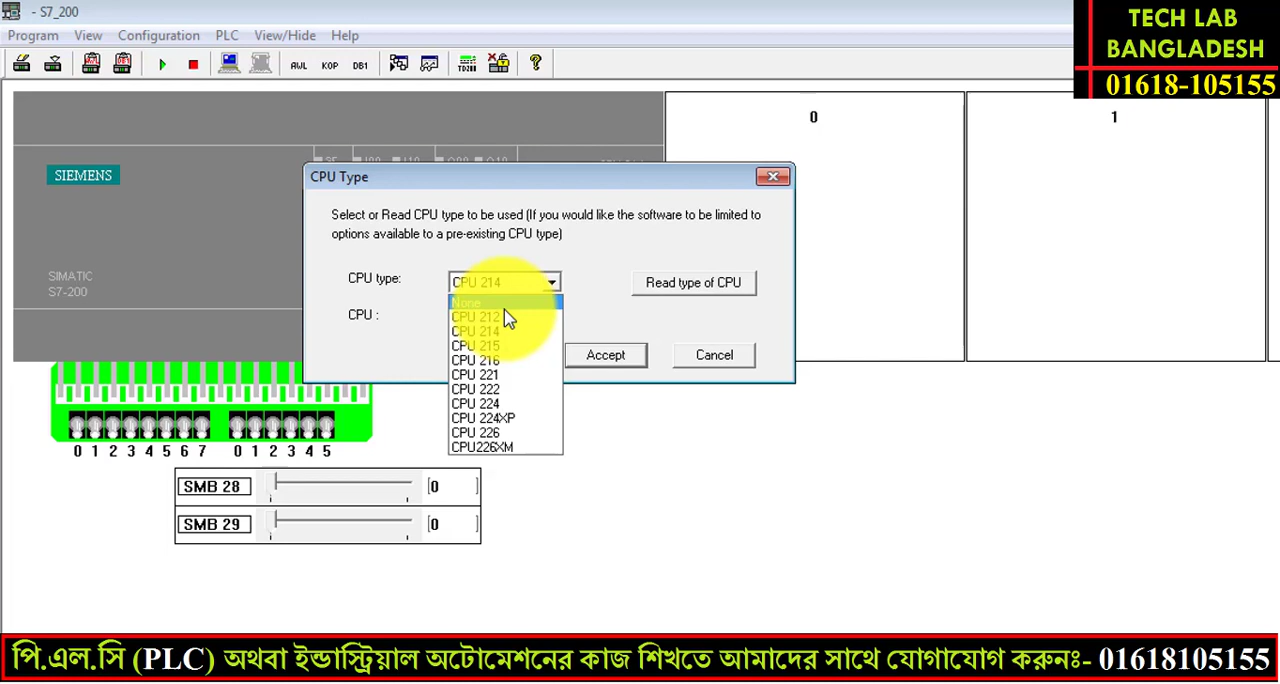 - S7_200
TECH LAB
BANGLADESH
01618-105155
Program View Configuration PLC View/Hide Help
AWL KOP DB1
0
1
SIEMENS
SIMATIC
S7-200
CPU Type
Select or Read CPU type to be used (If you would like the software to be limited to
options available to a pre-existing CPU type)
CPU type:
CPU 214
Read type of CPU
CPU :
None
CPU 212
CPU 214
CPU 215
CPU 216
CPU 221
CPU 222
CPU 224
CPU 224XP
CPU 226
CPU226XM
Accept
Cancel
0 1 2 3 4 5 6 7 0 1 2 3 4 5
SMB 28 [0 ]
SMB 29 [0 ]
পি.এল.সি (PLC) অথবা ইন্ডাস্ট্রিয়াল অটোমেশনের কাজ শিখতে আমাদের সাথে যোগাযোগ করুনঃ- 01618105155